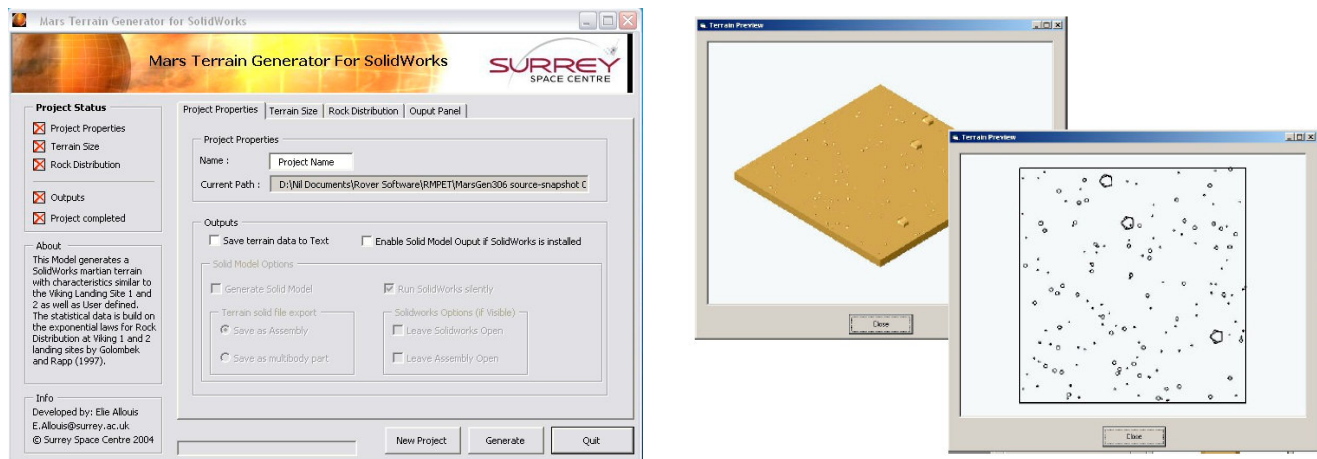 Mars Terrain Generator for SolidWorks
Mars Terrain Generator For SolidWorks
SURREY
SPACE CENTRE
Project Status
Project Properties
Terrain Size
Rock Distribution
Outputs
Project completed
About
This Model generates a
SolidWorks martian terrain
with characteristics similar to
the Viking Landing Site 1 and
2 as well as User defined.
The statistical data is build on
the exponential laws for Rock
Distribution at Viking 1 and 2
landing sites by Golombek
and Rapp (1997).
Info
Developed by: Elie Allouis
E.Allouis@surrey.ac.uk
© Surrey Space Centre 2004
Project Properties Terrain Size Rock Distribution Ouput Panel
Project Properties
Name : Project Name
Current Path : D:\Nil Documents\Rover Software\RMPET\MarsGen306 source-snapshot C
Outputs
Save terrain data to Text Enable Solid Model Ouput if SolidWorks is installed
Solid Model Options
Generate Solid Model Run SolidWorks silently
Terrain solid file export Solidworks Options (if Visible)
Save as Assembly Leave Solidworks Open
Save as multibody part Leave Assembly Open
New Project Generate Quit
Terrain Preview
Close
Terrain Preview
Close